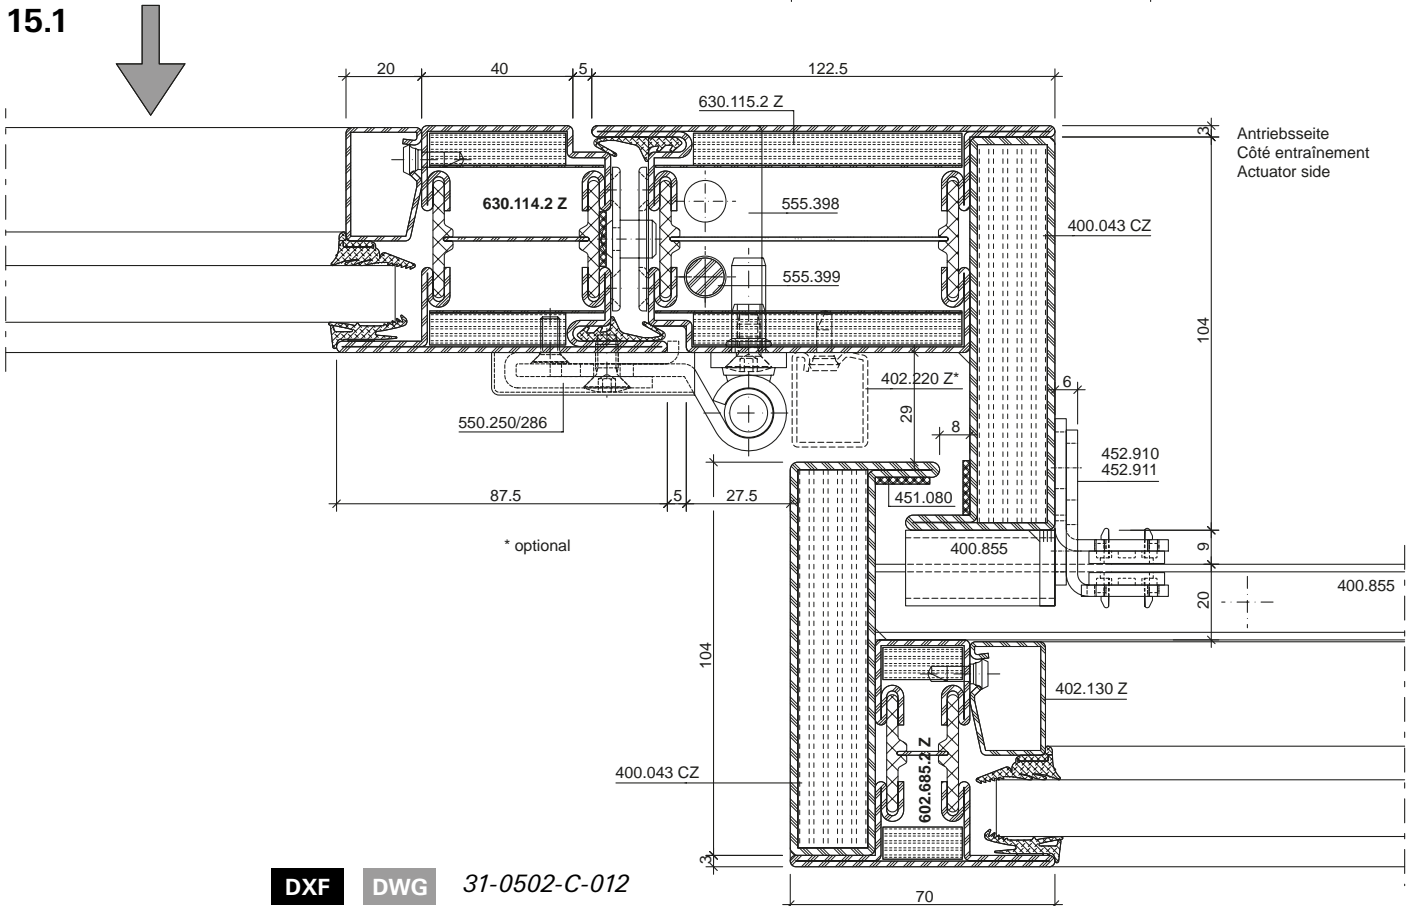 15.1
20
40
5
122.5
630.115.2 Z
3
Antriebsseite
Côté entraînement
Actuator side
630.114.2 Z
555.398
400.043 CZ
555.399
104
402.220 Z*
6
550.250/286
29
8
452.910
452.911
87.5
5
27.5
451.080
* optional
400.855
9
400.855
20
104
402.130 Z
602.685.2 Z
400.043 CZ
3
DXF
DWG
31-0502-C-012
70